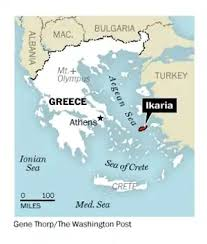 BULGARIA
MAC.
ALBANIA
Mt.
Olympus
TURKEY
Aegean Sea
GREECE
Ikaria
Athens
Ionian
Sea
Sea of Crete
0 100
MILES
CRETE
Med. Sea
Gene Thorp/The Washington Post